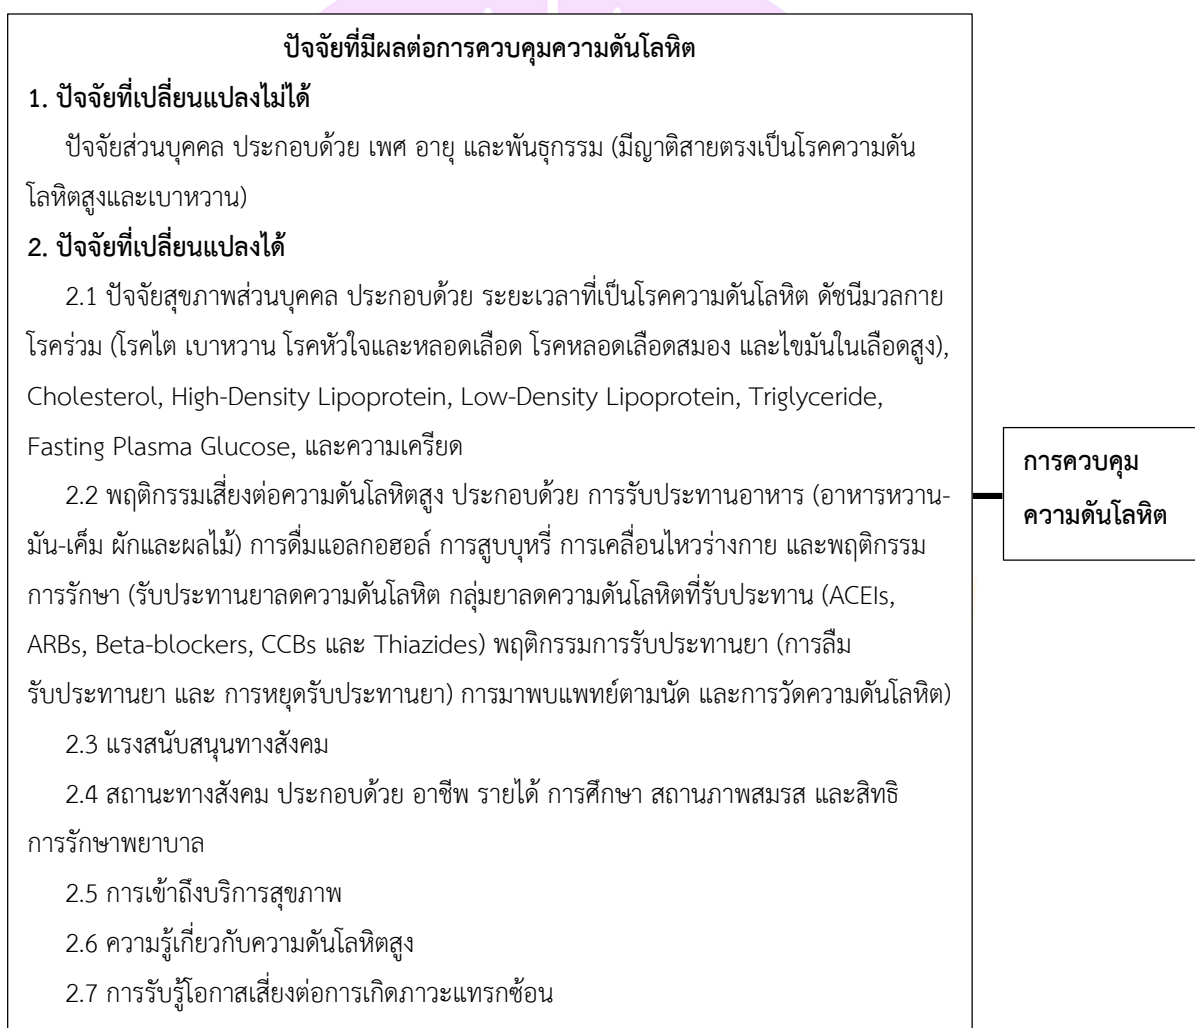 ปัจจัยที่มีผลต่อการควบคุมความดันโลหิต
1. ปัจจัยที่เปลี่ยนแปลงไม่ได้
ปัจจัยส่วนบุคคล ประกอบด้วย เพศ อายุ และพันธุกรรม (มีญาติสายตรงเป็นโรคความดัน
โลหิตสูงและเบาหวาน)
2. ปัจจัยที่เปลี่ยนแปลงได้
2.1 ปัจจัยสุขภาพส่วนบุคคล ประกอบด้วย ระยะเวลาที่เป็นโรคความดันโลหิต ดัชนีมวลกาย
โรคร่วม (โรคไต เบาหวาน โรคหัวใจและหลอดเลือด โรคหลอดเลือดสมอง และไขมันในเลือดสูง),
Cholesterol, High-Density Lipoprotein, Low-Density Lipoprotein, Triglyceride,
Fasting Plasma Glucose, และความเครียด
2.2 พฤติกรรมเสี่ยงต่อความดันโลหิตสูง ประกอบด้วย การรับประทานอาหาร (อาหารหวาน-
มัน-เค็ม ผักและผลไม้) การดื่มแอลกอฮอล์ การสูบบุหรี่ การเคลื่อนไหวร่างกาย และพฤติกรรม
การรักษา (รับประทานยาลดความดันโลหิต กลุ่มยาลดความดันโลหิตที่รับประทาน (ACEIs,
ARBs, Beta-blockers, CCBs และ Thiazides) พฤติกรรมการรับประทานยา (การลืม
รับประทานยา และ การหยุดรับประทานยา) การมาพบแพทย์ตามนัด และการวัดความดันโลหิต)
2.3 แรงสนับสนุนทางสังคม
2.4 สถานะทางสังคม ประกอบด้วย อาชีพ รายได้ การศึกษา สถานภาพสมรส และสิทธิ
การรักษาพยาบาล
2.5 การเข้าถึงบริการสุขภาพ
2.6 ความรู้เกี่ยวกับความดันโลหิตสูง
2.7 การรับรู้โอกาสเสี่ยงต่อการเกิดภาวะแทรกซ้อน
การควบคุม
ความดันโลหิต